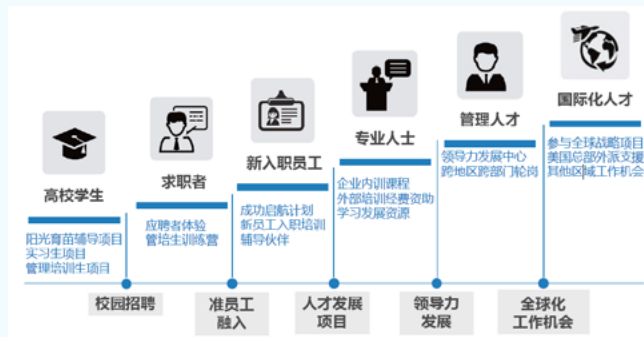 高校学生
阳光育苗辅导项目
实习生项目
管理培训生项目
求职者
应聘者体验
管培生训练营
新入职员工
成功启航计划
新员工入职培训
辅导伙伴
专业人士
企业内训课程
外部培训经费资助
学习发展资源
管理人才
领导力发展中心
跨地区跨部门轮岗
国际化人才
参与全球战略项目
美国总部外派支援
其他区域工作机会
校园招聘
准员工
融入
人才发展
项目
领导力
发展
全球化
工作机会